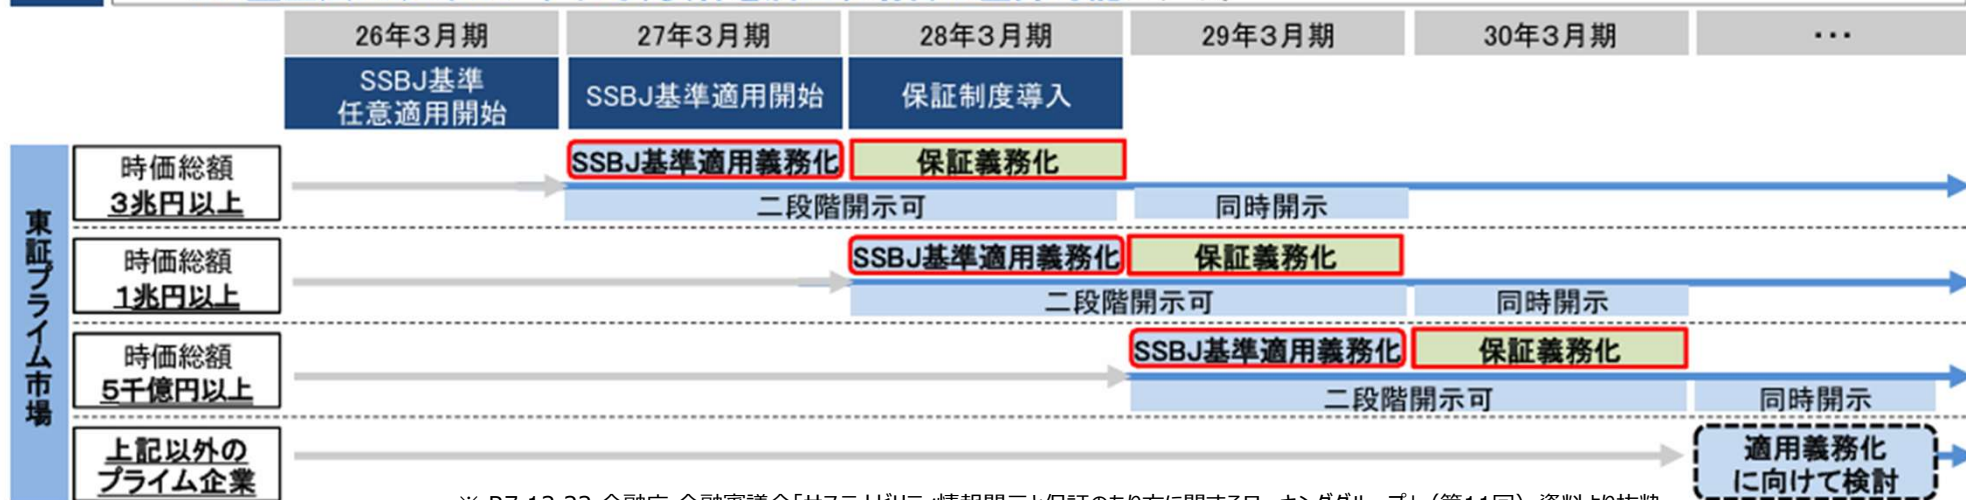 26年3月期
27年3月期
28年3月期
29年3月期
30年3月期
・・・
SSBJ基準
任意適用開始
SSBJ基準適用開始
保証制度導入
東証プライム市場
時価総額
3兆円以上
SSBJ基準適用義務化
保証義務化
二段階開示可
同時開示
時価総額
1兆円以上
SSBJ基準適用義務化
保証義務化
二段階開示可
同時開示
時価総額
5千億円以上
SSBJ基準適用義務化
保証義務化
二段階開示可
同時開示
上記以外の
プライム企業
適用義務化
に向けて検討